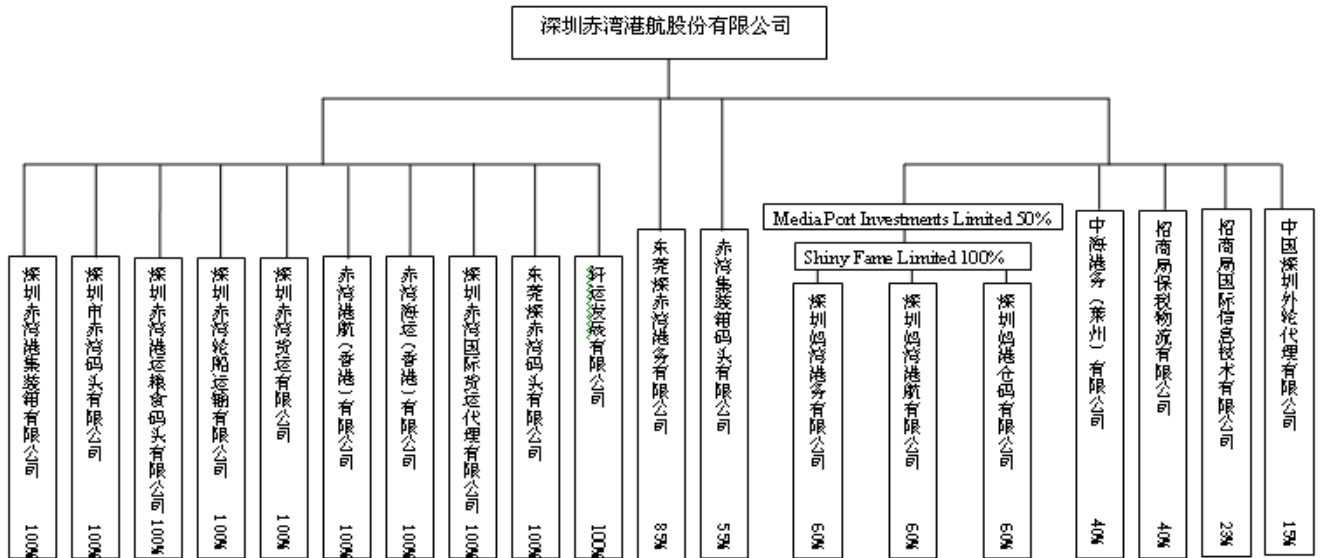 深圳赤湾港航股份有限公司
Media Port Investments Limited 50%
Shiny Fame Limited 100%
深圳赤湾港集装箱有限公司 100%
深圳市赤湾码头有限公司 100%
深圳赤湾港运粮食码头有限公司 100%
深圳赤湾轮船运输有限公司 100%
深圳赤湾货运有限公司 100%
赤湾港航（香港）有限公司 100%
赤湾海运（香港）有限公司 100%
深圳赤湾国际货运代理有限公司 100%
东莞深赤湾码头有限公司 100%
轩运发展有限公司 100%
东莞深赤湾港务有限公司 85%
赤湾集装箱码头有限公司 55%
深圳妈湾港务有限公司 60%
深圳妈湾港航有限公司 60%
深圳妈港仓码有限公司 60%
中海港务（莱州）有限公司 40%
招商局保税物流有限公司 40%
招商局国际信息技术有限公司
中国深圳外轮代理有限公司 15%